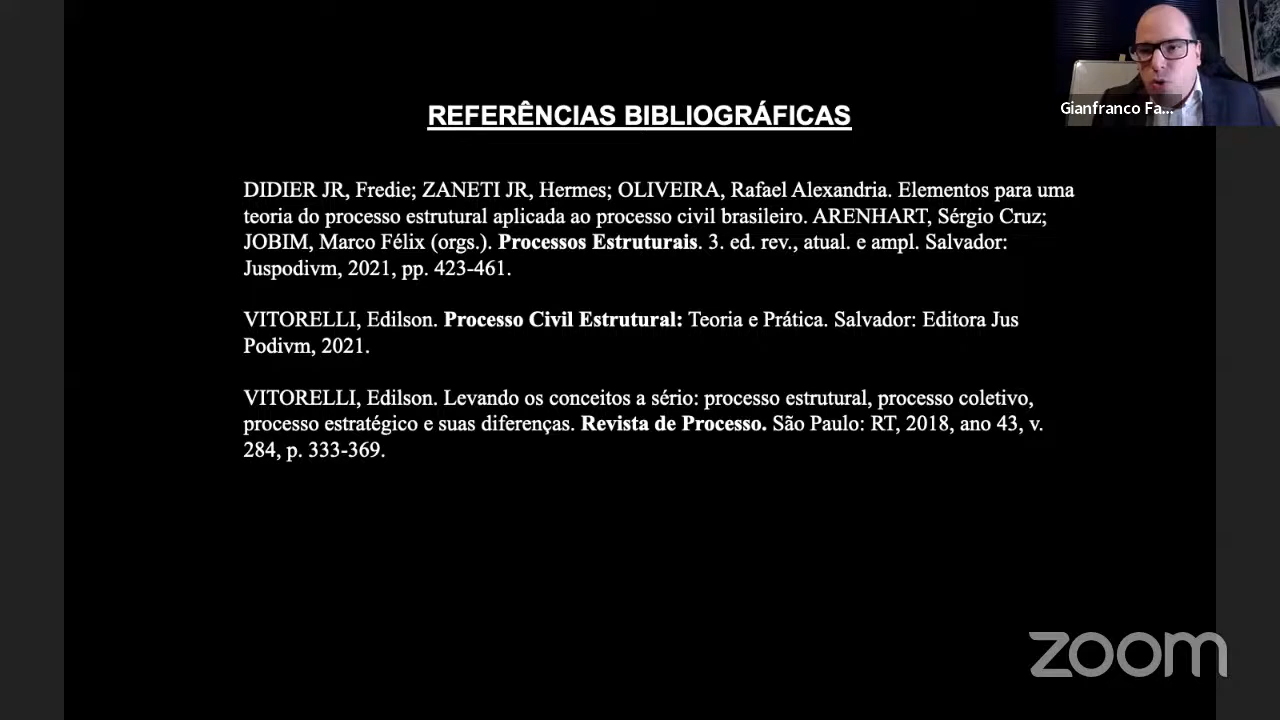 Gianfranco Fa...
REFERÊNCIAS BIBLIOGRÁFICAS
DIDIER JR, Fredie; ZANETI JR, Hermes; OLIVEIRA, Rafael Alexandria. Elementos para uma
teoria do processo estrutural aplicada ao processo civil brasileiro. ARENHART, Sérgio Cruz;
JOBIM, Marco Félix (orgs.). Processos Estruturais. 3. ed. rev., atual. e ampl. Salvador:
Juspodivm, 2021, pp. 423-461.
VITORELLI, Edilson. Processo Civil Estrutural: Teoria e Prática. Salvador: Editora Jus
Podivm, 2021.
VITORELLI, Edilson. Levando os conceitos a sério: processo estrutural, processo coletivo,
processo estratégico e suas diferenças. Revista de Processo. São Paulo: RT, 2018, ano 43, v.
284, p. 333-369.
zoom